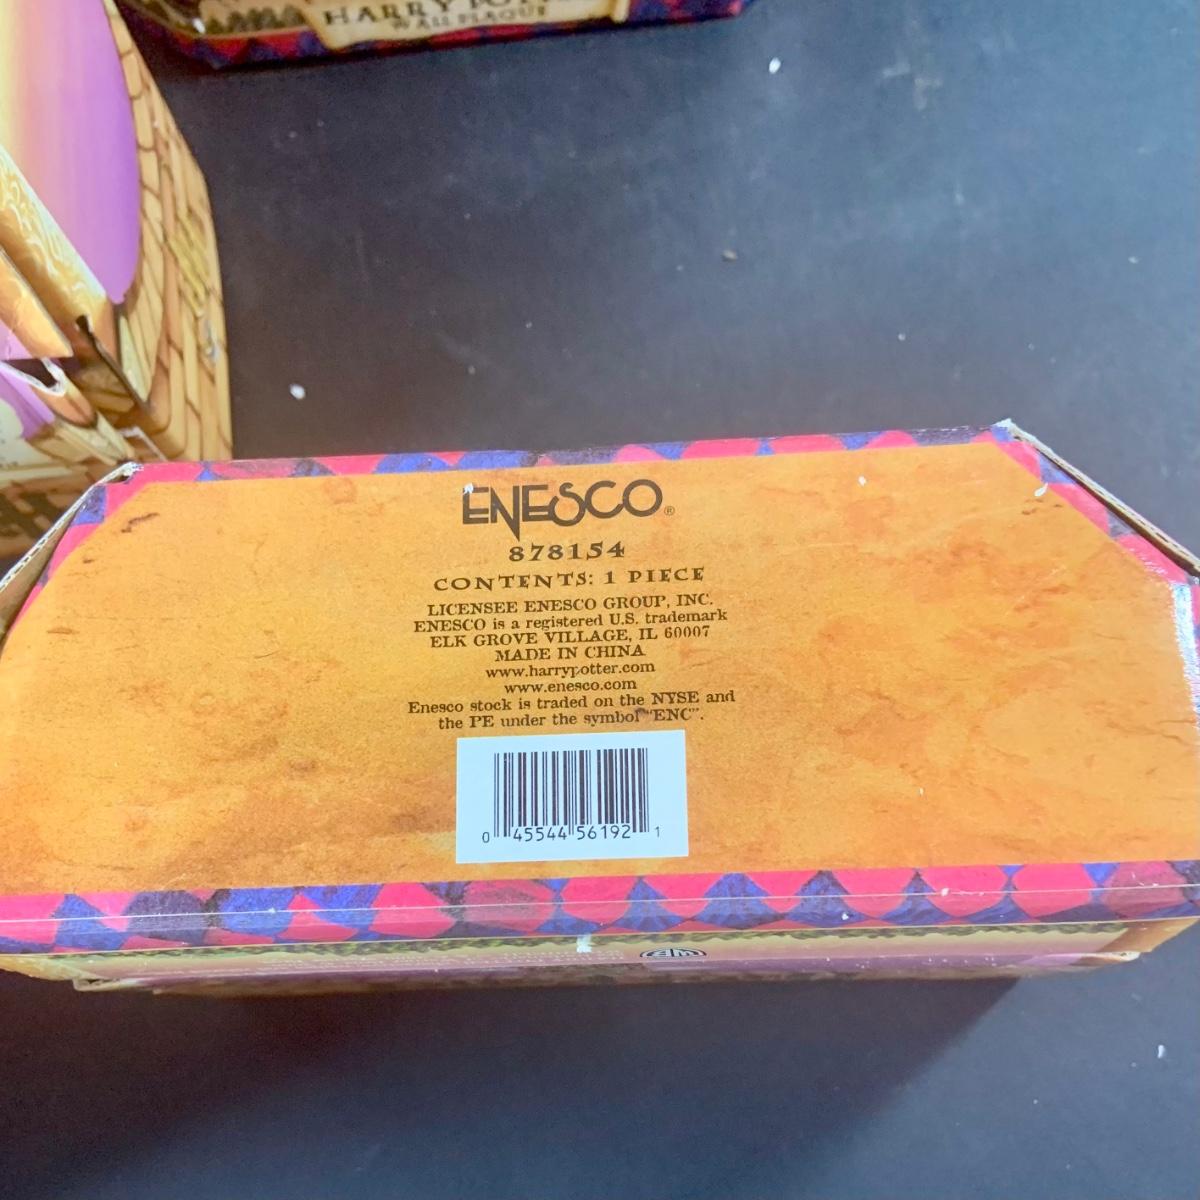 HARRY POTTER
WALL PLAQUE
ENESCO®
878154
CONTENTS: 1 PIECE
LICENSEE ENESCO GROUP, INC.
ENESCO is a registered U.S. trademark
ELK GROVE VILLAGE, IL 60007
MADE IN CHINA
www.harrypotter.com
www.enesco.com
Enesco stock is traded on the NYSE and
the PE under the symbol "ENC".
0 45544 56192 1